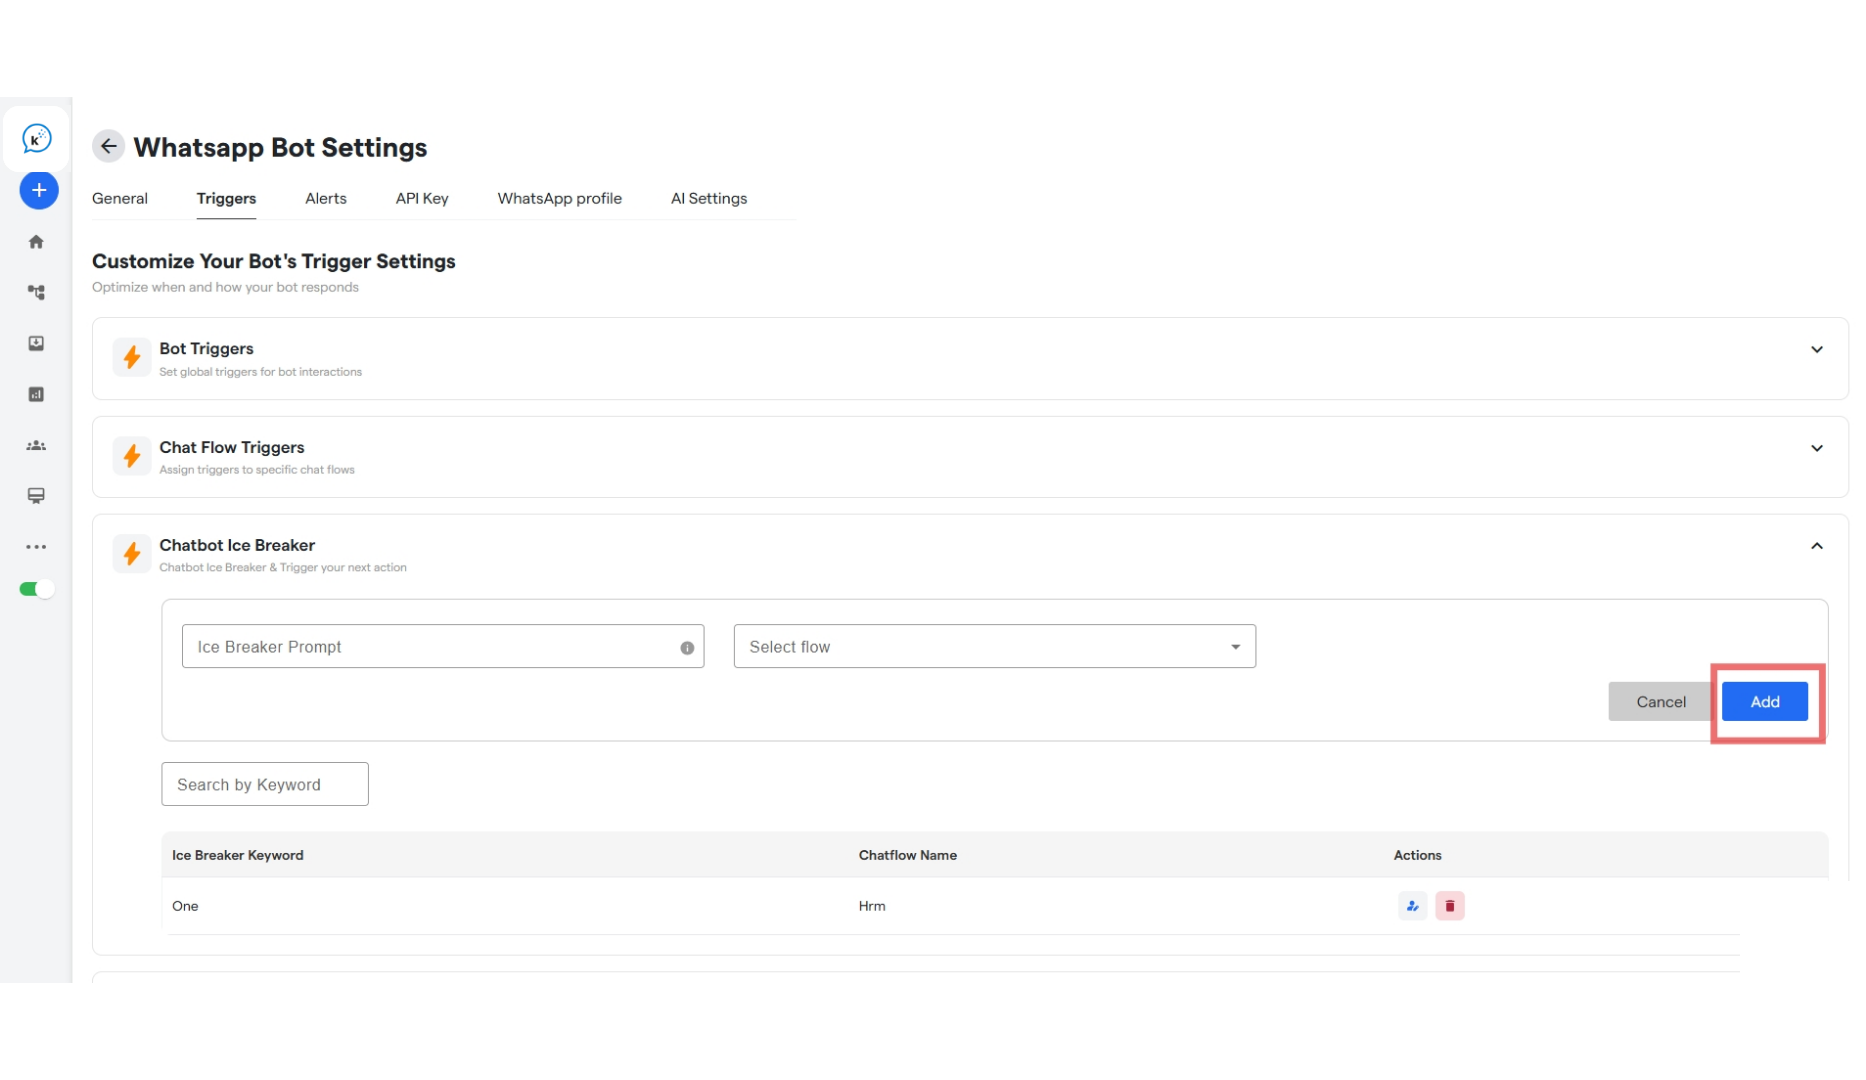 K
Whatsapp Bot Settings
General Triggers Alerts API Key WhatsApp profile AI Settings
Customize Your Bot's Trigger Settings
Optimize when and how your bot responds
Bot Triggers
Set global triggers for bot interactions
Chat Flow Triggers
Assign triggers to specific chat flows
Chatbot Ice Breaker
Chatbot Ice Breaker & Trigger your next action
Ice Breaker Prompt Select flow
Cancel Add
Search by Keyword
Ice Breaker Keyword Chatflow Name Actions
One Hrm